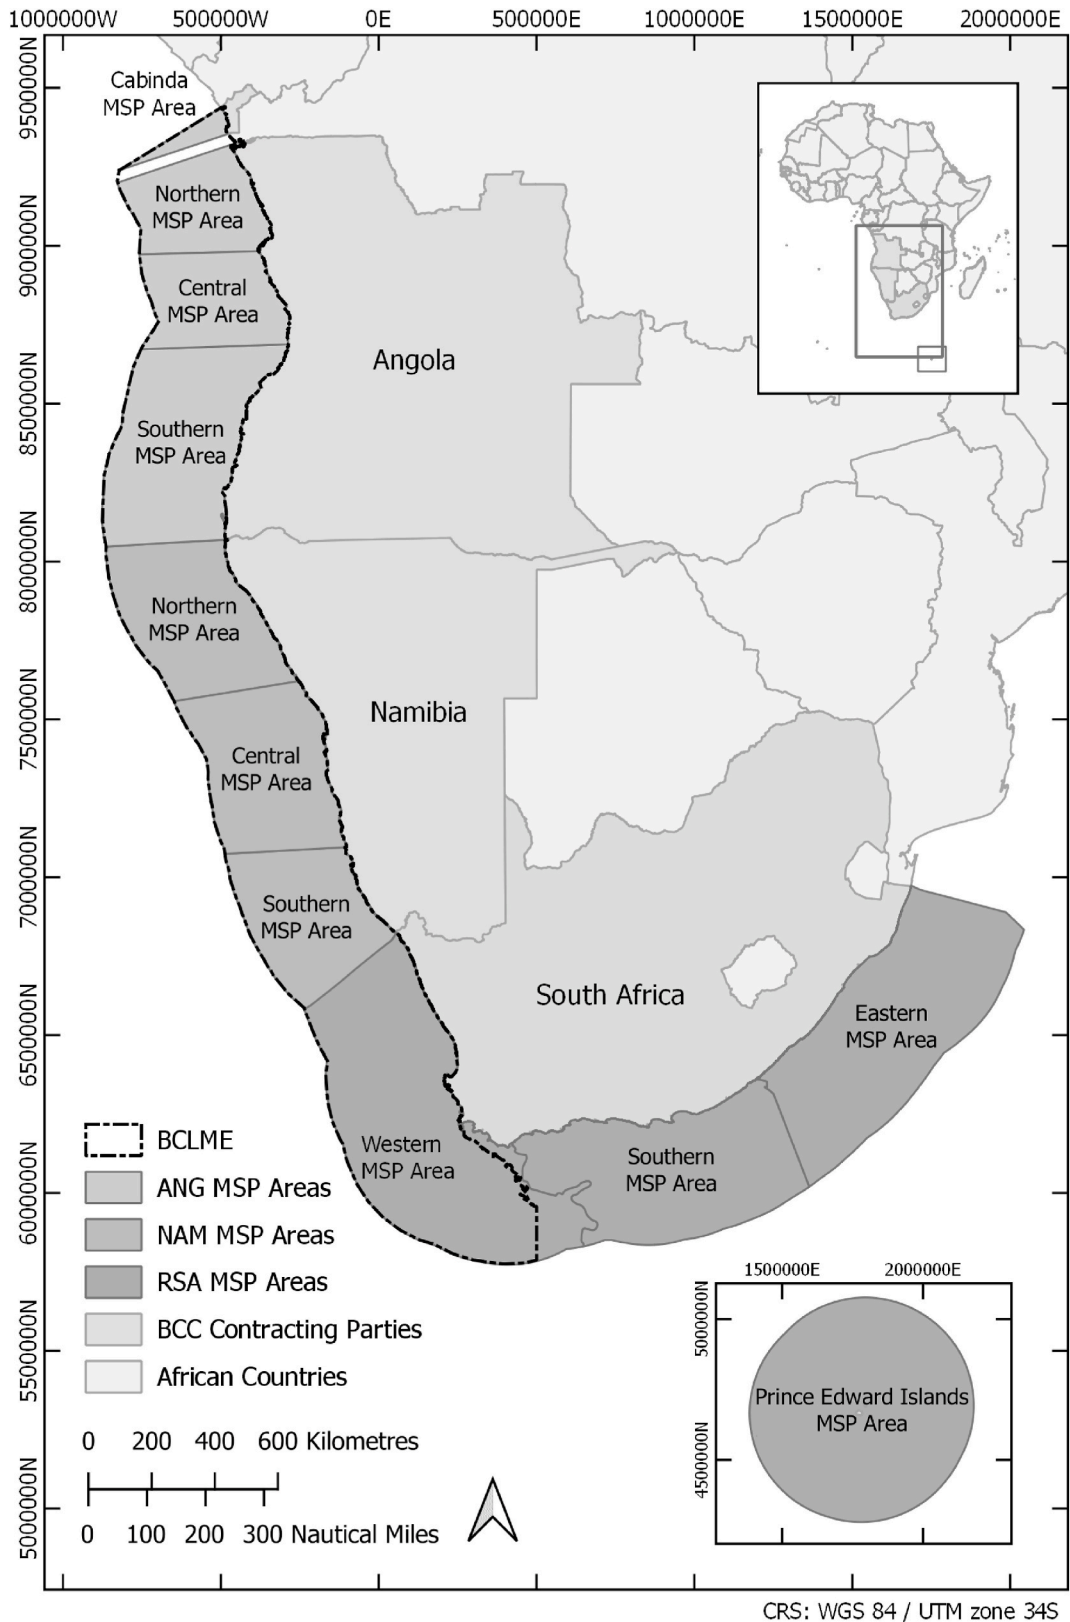 1000000W 500000W 0E 500000E 1000000E 1500000E 2000000E
9500000N
9000000N
8500000N
8000000N
7500000N
7000000N
6500000N
6000000N
5500000N
5000000N
Cabinda
MSP Area
Northern
MSP Area
Central
MSP Area
Southern
MSP Area
Angola
Northern
MSP Area
Central
MSP Area
Southern
MSP Area
Namibia
South Africa
Western
MSP Area
Southern
MSP Area
Eastern
MSP Area
BCLME
ANG MSP Areas
NAM MSP Areas
RSA MSP Areas
BCC Contracting Parties
African Countries
0 200 400 600 Kilometres
0 100 200 300 Nautical Miles
1500000E 2000000E
5000000N
4500000N
Prince Edward Islands
MSP Area
CRS: WGS 84 / UTM zone 34S